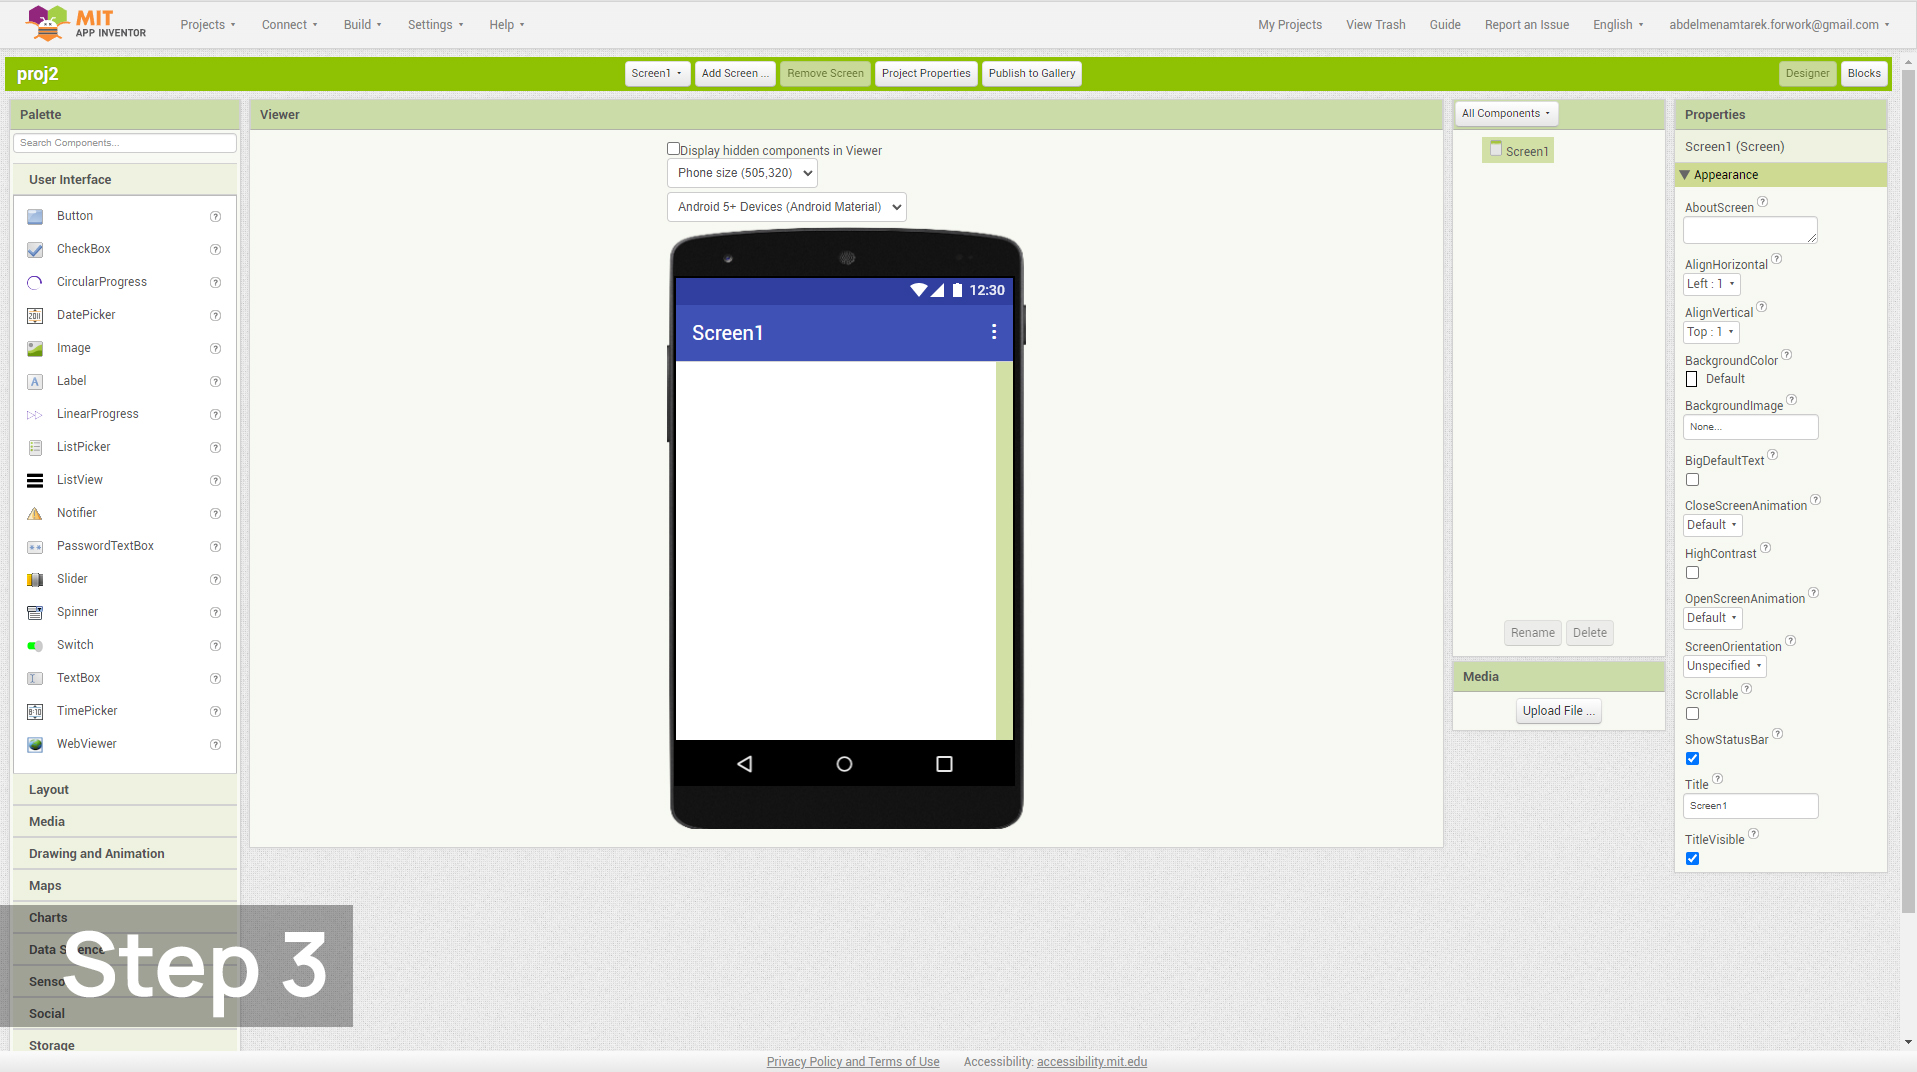 MIT
APP INVENTOR
Projects
Connect
Build
Settings
Help
My Projects
View Trash
Guide
Report an Issue
English
abdelmenamtarek.forwork@gmail.com
proj2
Screen1
Add Screen ...
Remove Screen
Project Properties
Publish to Gallery
Designer
Blocks
Palette
Search Components...
User Interface
Button
CheckBox
CircularProgress
DatePicker
Image
Label
LinearProgress
ListPicker
ListView
Notifier
PasswordTextBox
Slider
Spinner
Switch
TextBox
TimePicker
WebViewer
Layout
Media
Drawing and Animation
Maps
Charts
Social
Storage
Step 3
Viewer
Display hidden components in Viewer
Phone size (505,320)
Android 5+ Devices (Android Material)
12:30
Screen1
All Components
Screen1
Rename
Delete
Media
Upload File ...
Properties
Screen1 (Screen)
Appearance
AboutScreen
AlignHorizontal
Left : 1
AlignVertical
Top : 1
BackgroundColor
Default
BackgroundImage
None...
BigDefaultText
CloseScreenAnimation
Default
HighContrast
OpenScreenAnimation
Default
ScreenOrientation
Unspecified
Scrollable
ShowStatusBar
Title
Screen1
TitleVisible
Privacy Policy and Terms of Use
Accessibility: accessibility.mit.edu